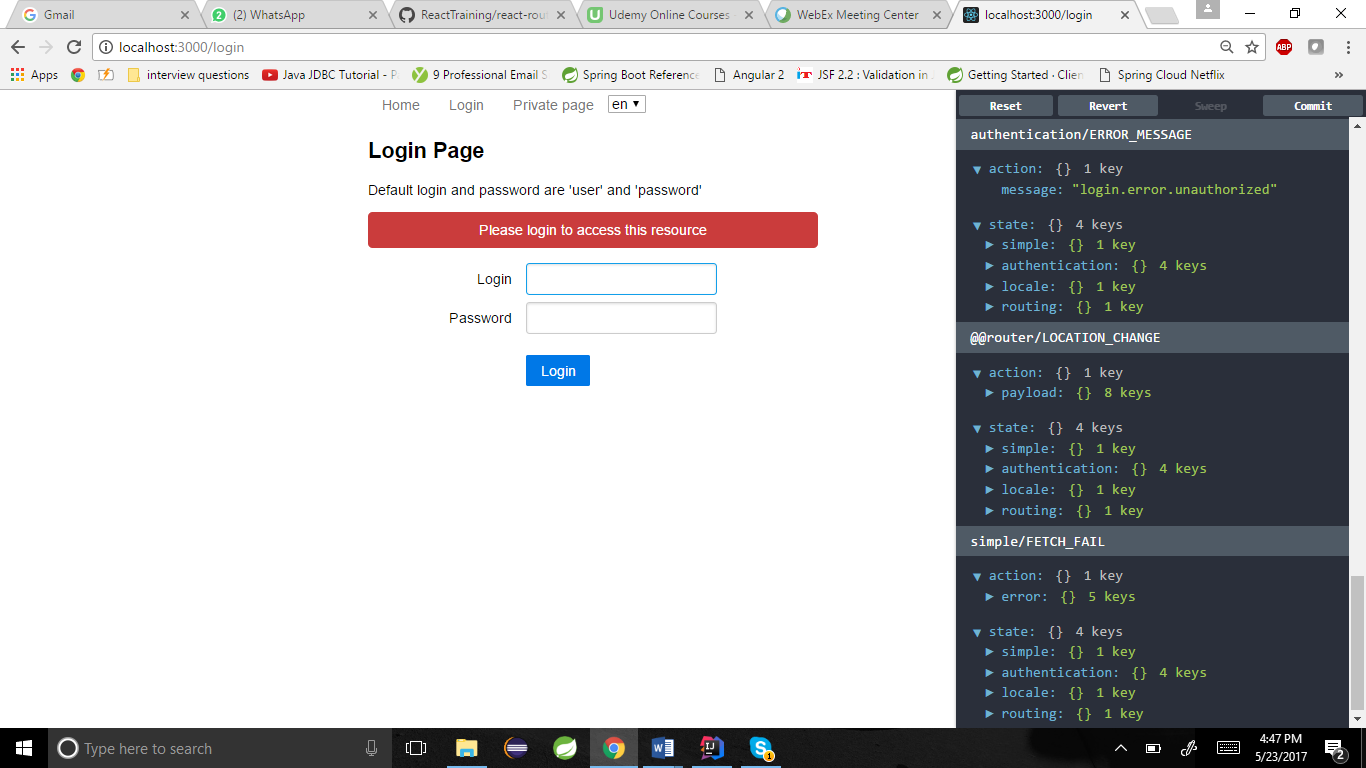 Gmail
(2) WhatsApp
ReactTraining/react-rou
Udemy Online Courses
WebEx Meeting Center
localhost:3000/login
localhost:3000/login
ABP
Apps
interview questions
Java JDBC Tutorial - P
9 Professional Email S
Spring Boot Reference
Angular 2
JSF 2.2 : Validation in
Getting Started · Clien
Spring Cloud Netflix
»
Home Login Private page en ▼
Login Page
Default login and password are 'user' and 'password'
Please login to access this resource
Login
Password
Login
Reset Revert Sweep Commit
authentication/ERROR_MESSAGE
▼ action: {} 1 key
message: "login.error.unauthorized"
▼ state: {} 4 keys
▶ simple: {} 1 key
▶ authentication: {} 4 keys
▶ locale: {} 1 key
▶ routing: {} 1 key
@@router/LOCATION_CHANGE
▼ action: {} 1 key
▶ payload: {} 8 keys
▼ state: {} 4 keys
▶ simple: {} 1 key
▶ authentication: {} 4 keys
▶ locale: {} 1 key
▶ routing: {} 1 key
simple/FETCH_FAIL
▼ action: {} 1 key
▶ error: {} 5 keys
▼ state: {} 4 keys
▶ simple: {} 1 key
▶ authentication: {} 4 keys
▶ locale: {} 1 key
▶ routing: {} 1 key
Type here to search
1
4:47 PM
5/23/2017
2